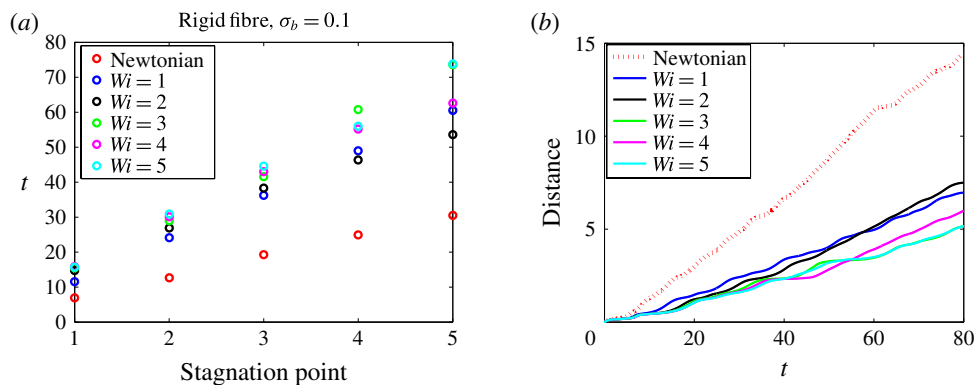 (a)
Rigid fibre, σb = 0.1
80
70
60
50
40
30
20
10
0
t
Newtonian
Wi = 1
Wi = 2
Wi = 3
Wi = 4
Wi = 5
1 2 3 4 5
Stagnation point
(b)
15
10
5
0
Distance
Newtonian
Wi = 1
Wi = 2
Wi = 3
Wi = 4
Wi = 5
20 40 60 80
t